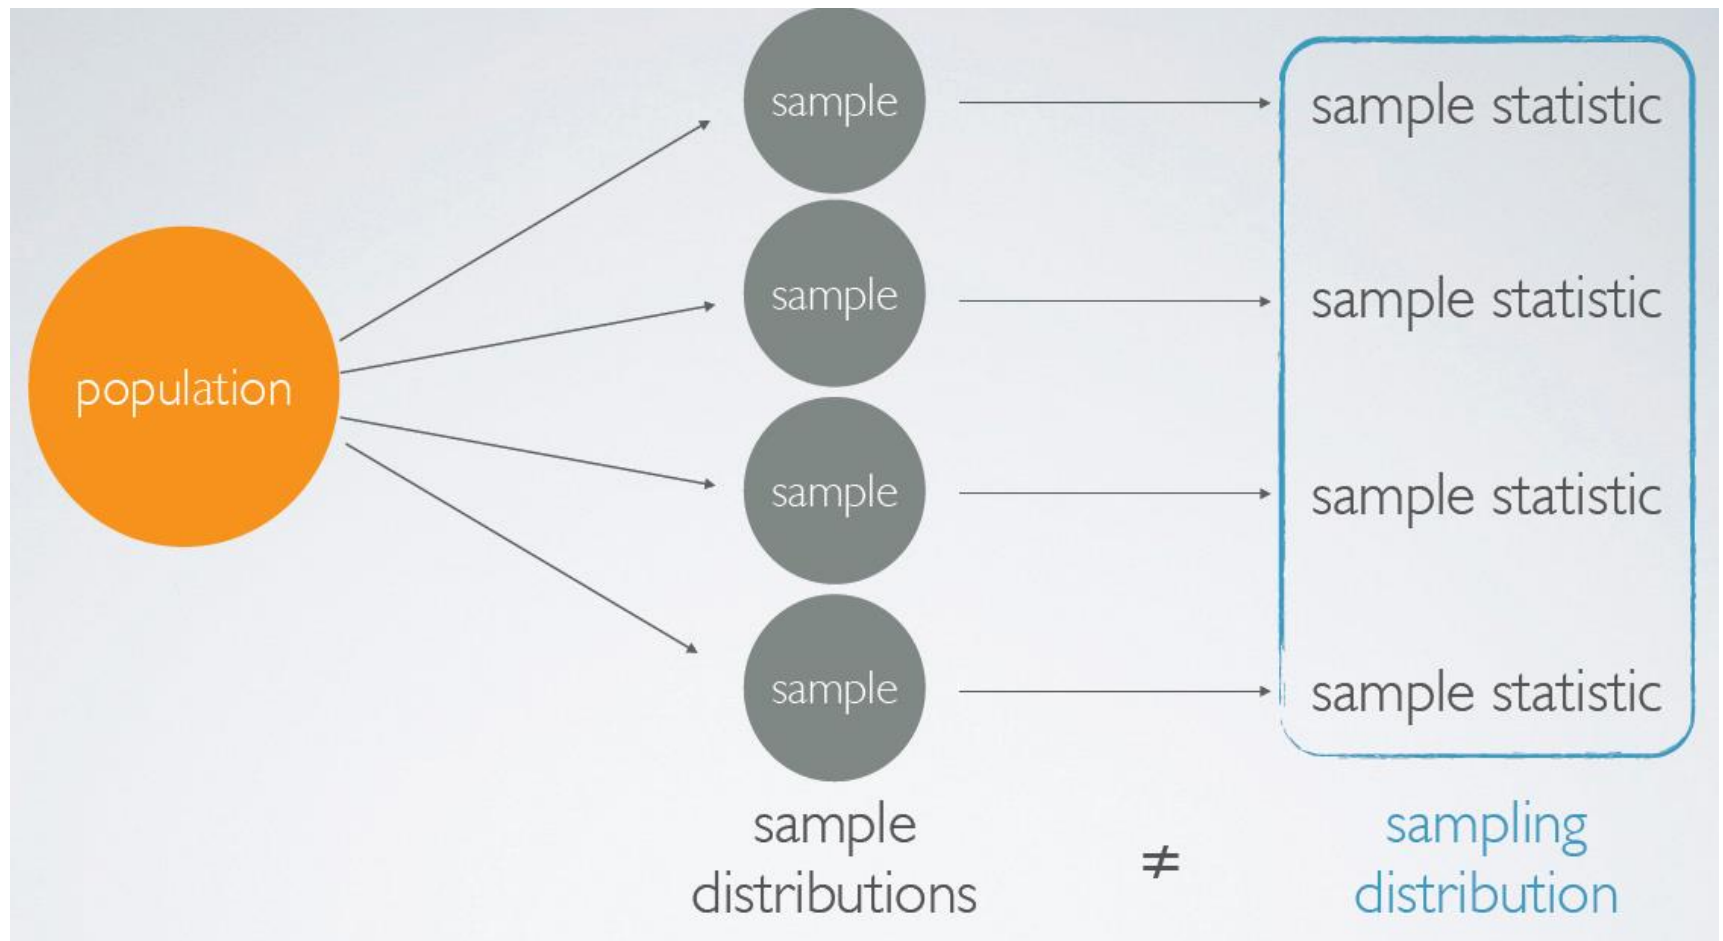 population
sample
sample statistic
sample
sample statistic
sample
sample statistic
sample
sample statistic
sample
distributions
≠
sampling
distribution